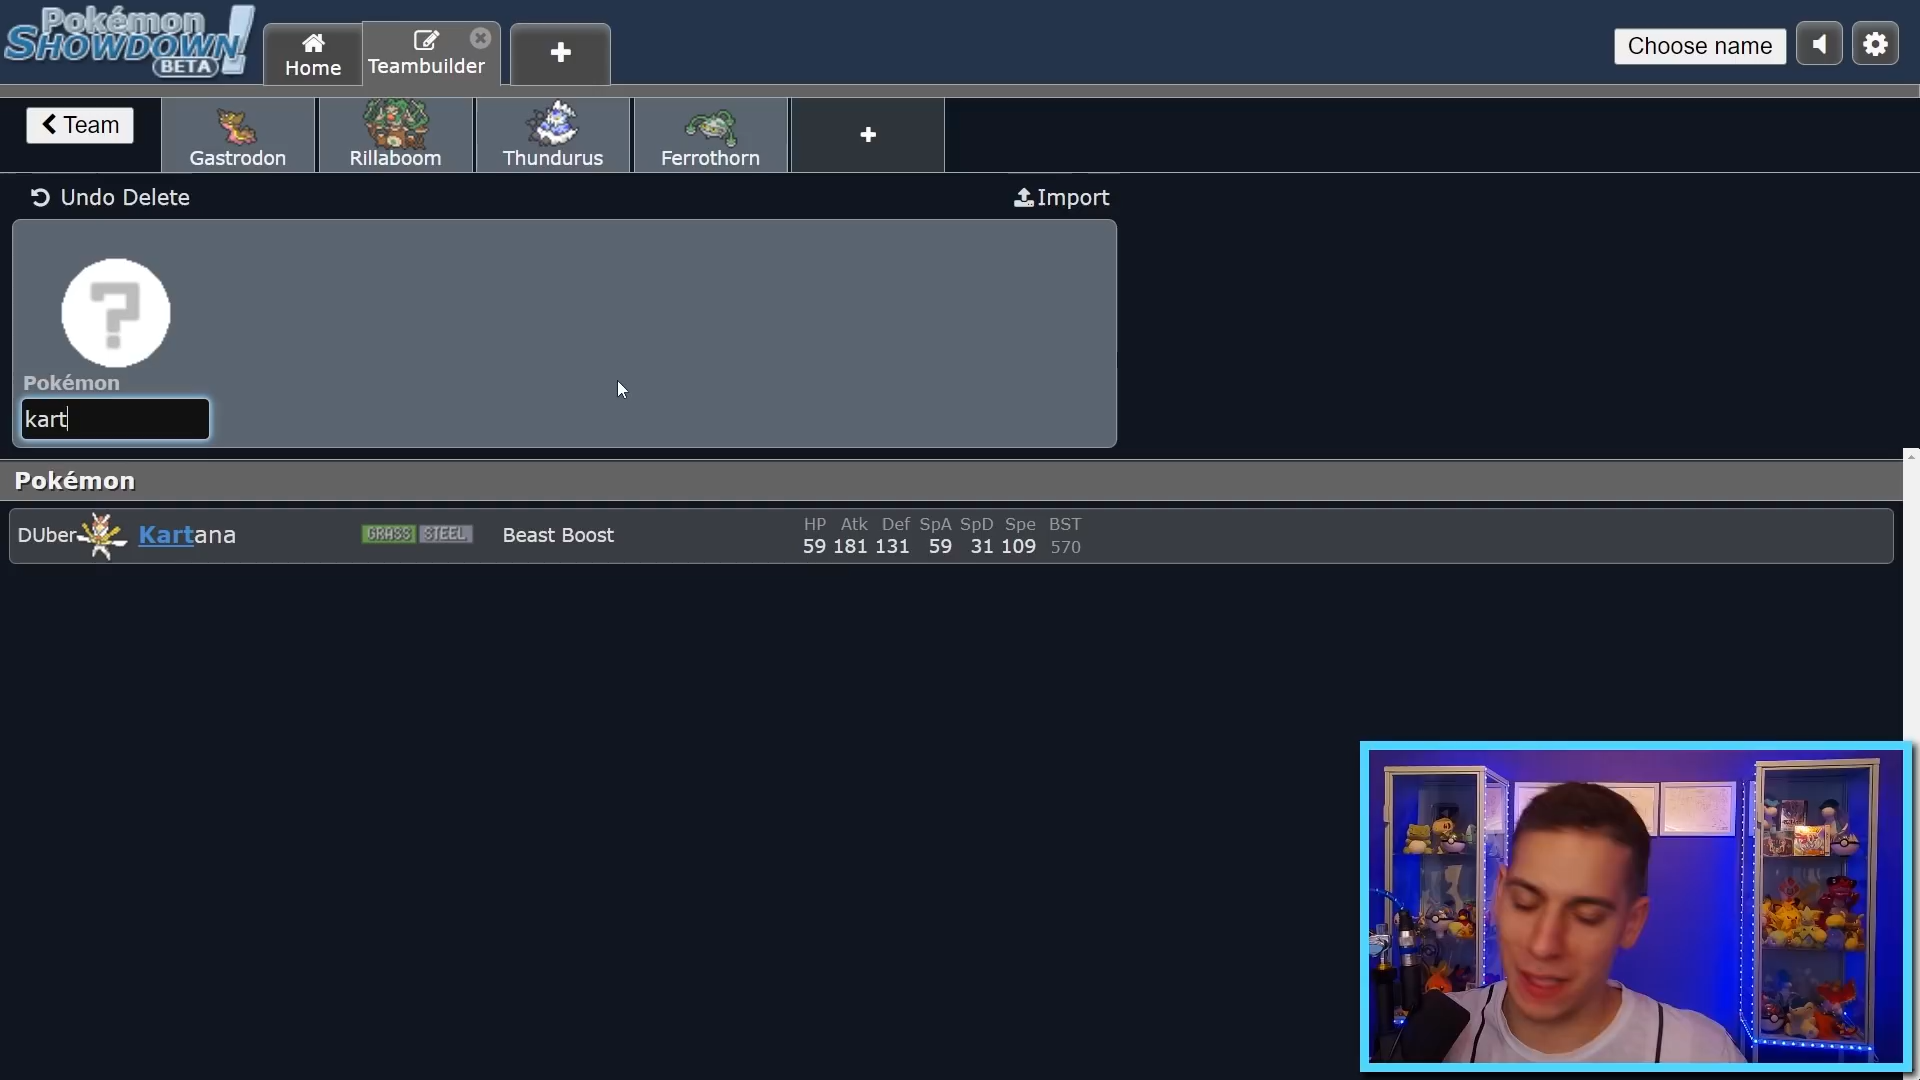 Pokémon
SHOWDOWN!
BETA
Home
Teambuilder
Choose name
Team
Gastrodon
Rillaboom
Thundurus
Ferrothorn
Undo Delete
Import
Pokémon
kart
Pokémon
DUber Kartana GRASS STEEL Beast Boost
HP Atk Def SpA SpD Spe BST
59 181 131 59 31 109 570